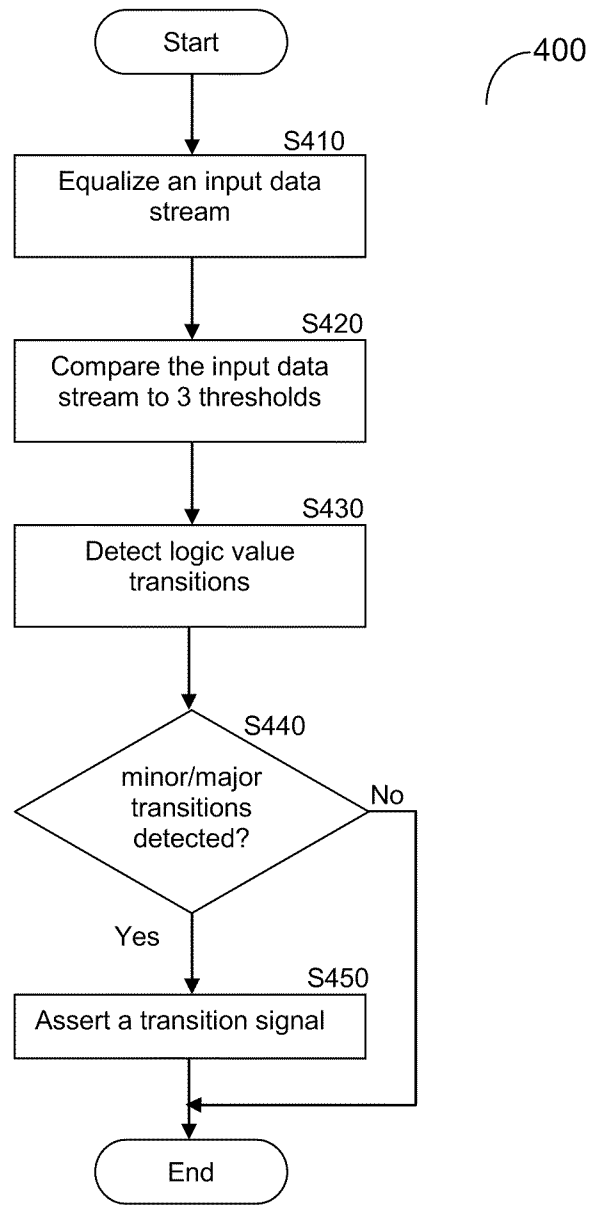 Start
400
S410
Equalize an input data
stream
S420
Compare the input data
stream to 3 thresholds
S430
Detect logic value
transitions
S440
minor/major
transitions
detected?
No
Yes
S450
Assert a transition signal
End